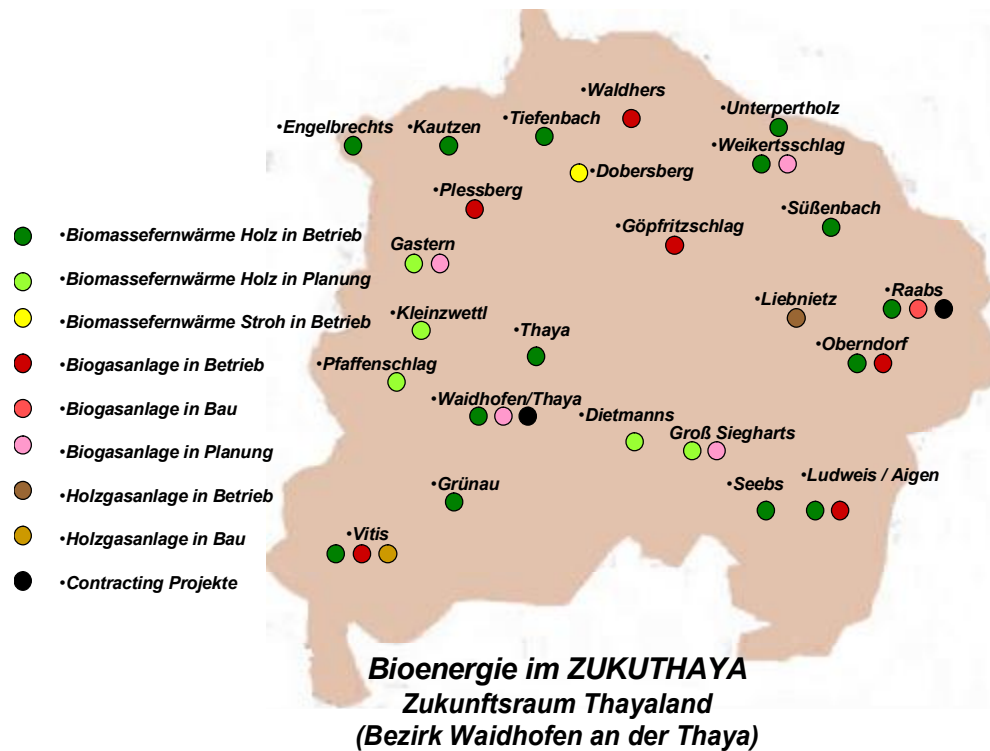 •Waldhers
•Unterpertholz
•Engelbrechts
•Kautzen
•Tiefenbach
•Weikertsschlag
•Dobersberg
•Plessberg
•Süßenbach
•Göpfritzschlag
Gastern
•Liebnietz
•Raabs
•Kleinzwettl
•Thaya
•Oberndorf
•Pfaffenschlag
•Waidhofen/Thaya
•Dietmanns
Groß Siegharts
•Grünau
•Seebs
•Ludweis / Aigen
•Vitis
•Biomassefernwärme Holz in Betrieb
•Biomassefernwärme Holz in Planung
•Biomassefernwärme Stroh in Betrieb
•Biogasanlage in Betrieb
•Biogasanlage in Bau
•Biogasanlage in Planung
•Holzgasanlage in Betrieb
•Holzgasanlage in Bau
•Contracting Projekte
Bioenergie im ZUKUTHAYA
Zukunftsraum Thayaland
(Bezirk Waidhofen an der Thaya)